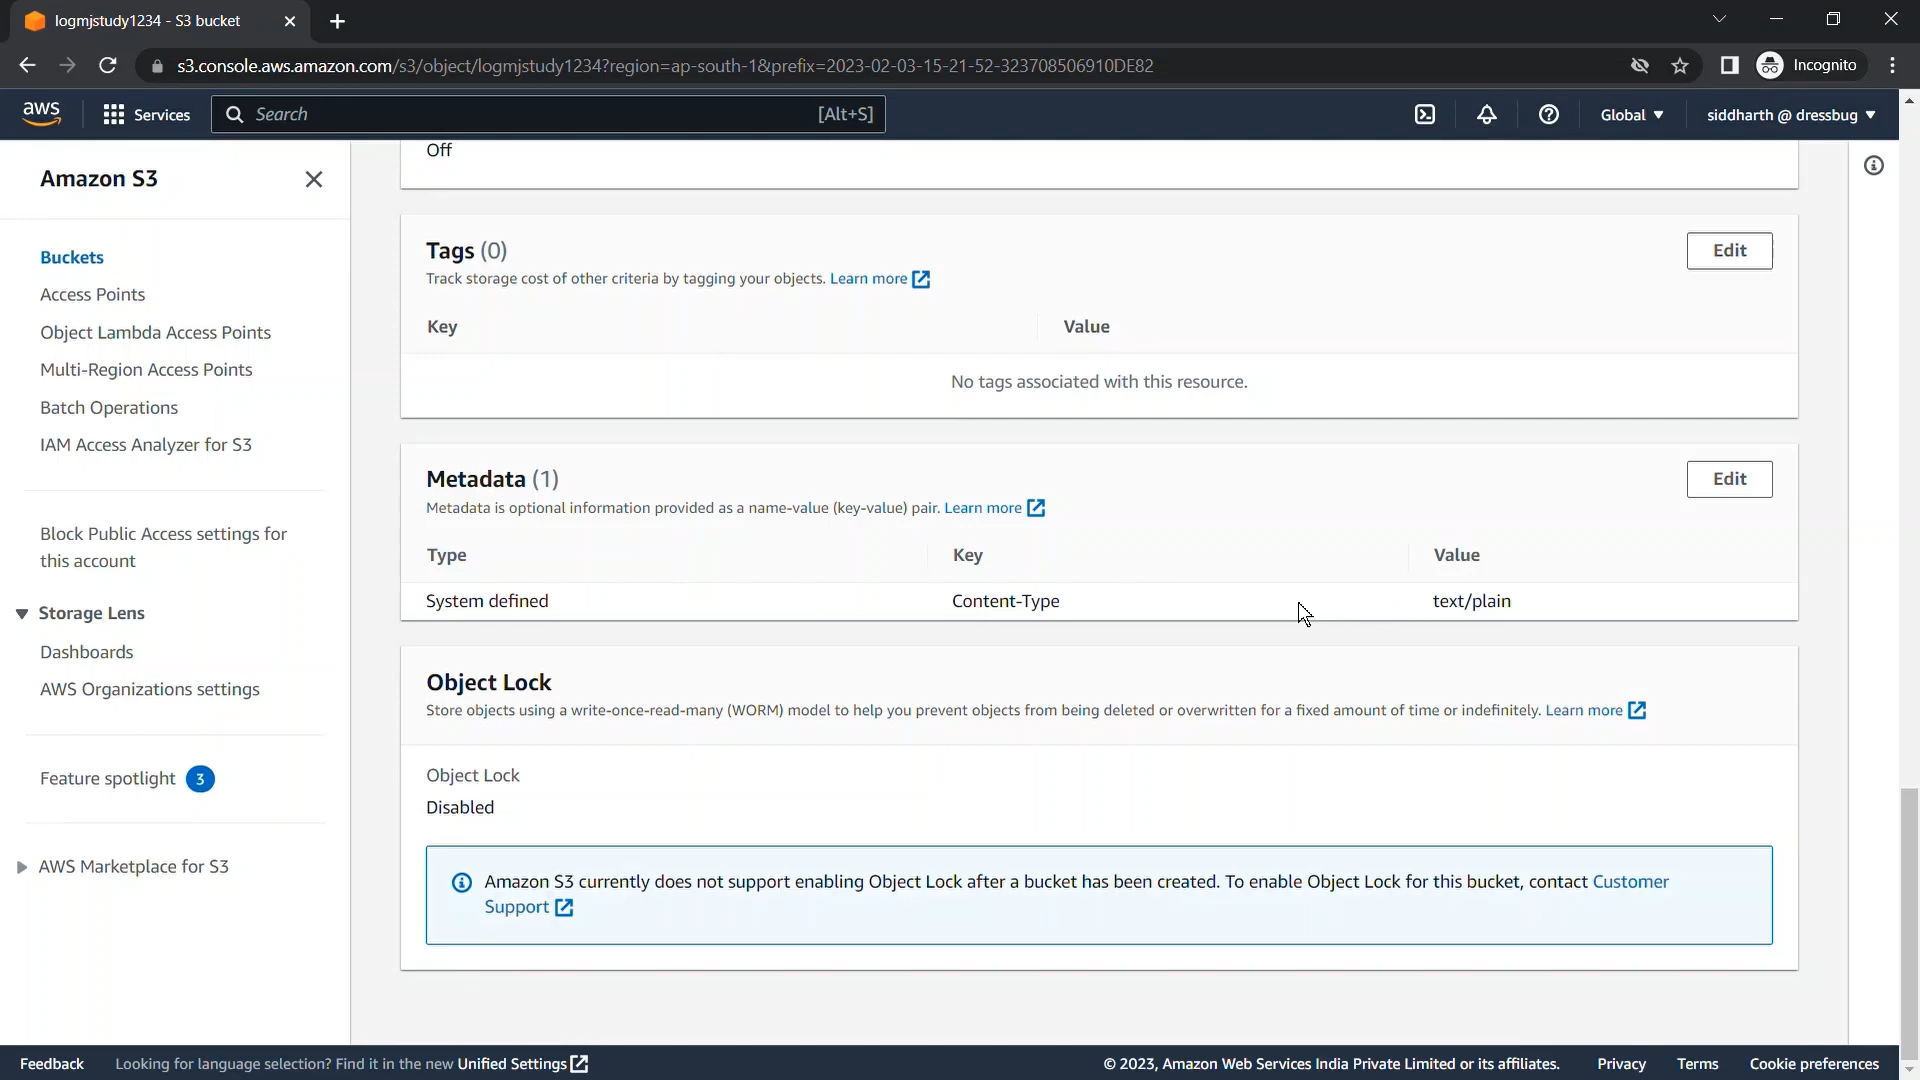 logmjstudy1234 - S3 bucket
s3.console.aws.amazon.com/s3/object/logmjstudy1234?region=ap-south-1&prefix=2023-02-03-15-21-52-323708506910DE82
Incognito
aws
Services
Search
[Alt+S]
Global
siddharth @ dressbug
Amazon S3
Buckets
Access Points
Object Lambda Access Points
Multi-Region Access Points
Batch Operations
IAM Access Analyzer for S3
Block Public Access settings for
this account
Storage Lens
Dashboards
AWS Organizations settings
Feature spotlight 3
AWS Marketplace for S3
Off
Tags (0)
Edit
Track storage cost of other criteria by tagging your objects. Learn more
Key Value
No tags associated with this resource.
Metadata (1)
Edit
Metadata is optional information provided as a name-value (key-value) pair. Learn more
Type Key Value
System defined Content-Type text/plain
Object Lock
Store objects using a write-once-read-many (WORM) model to help you prevent objects from being deleted or overwritten for a fixed amount of time or indefinitely. Learn more
Object Lock
Disabled
Amazon S3 currently does not support enabling Object Lock after a bucket has been created. To enable Object Lock for this bucket, contact Customer
Support
Feedback
Looking for language selection? Find it in the new Unified Settings
© 2023, Amazon Web Services India Private Limited or its affiliates.
Privacy
Terms
Cookie preferences